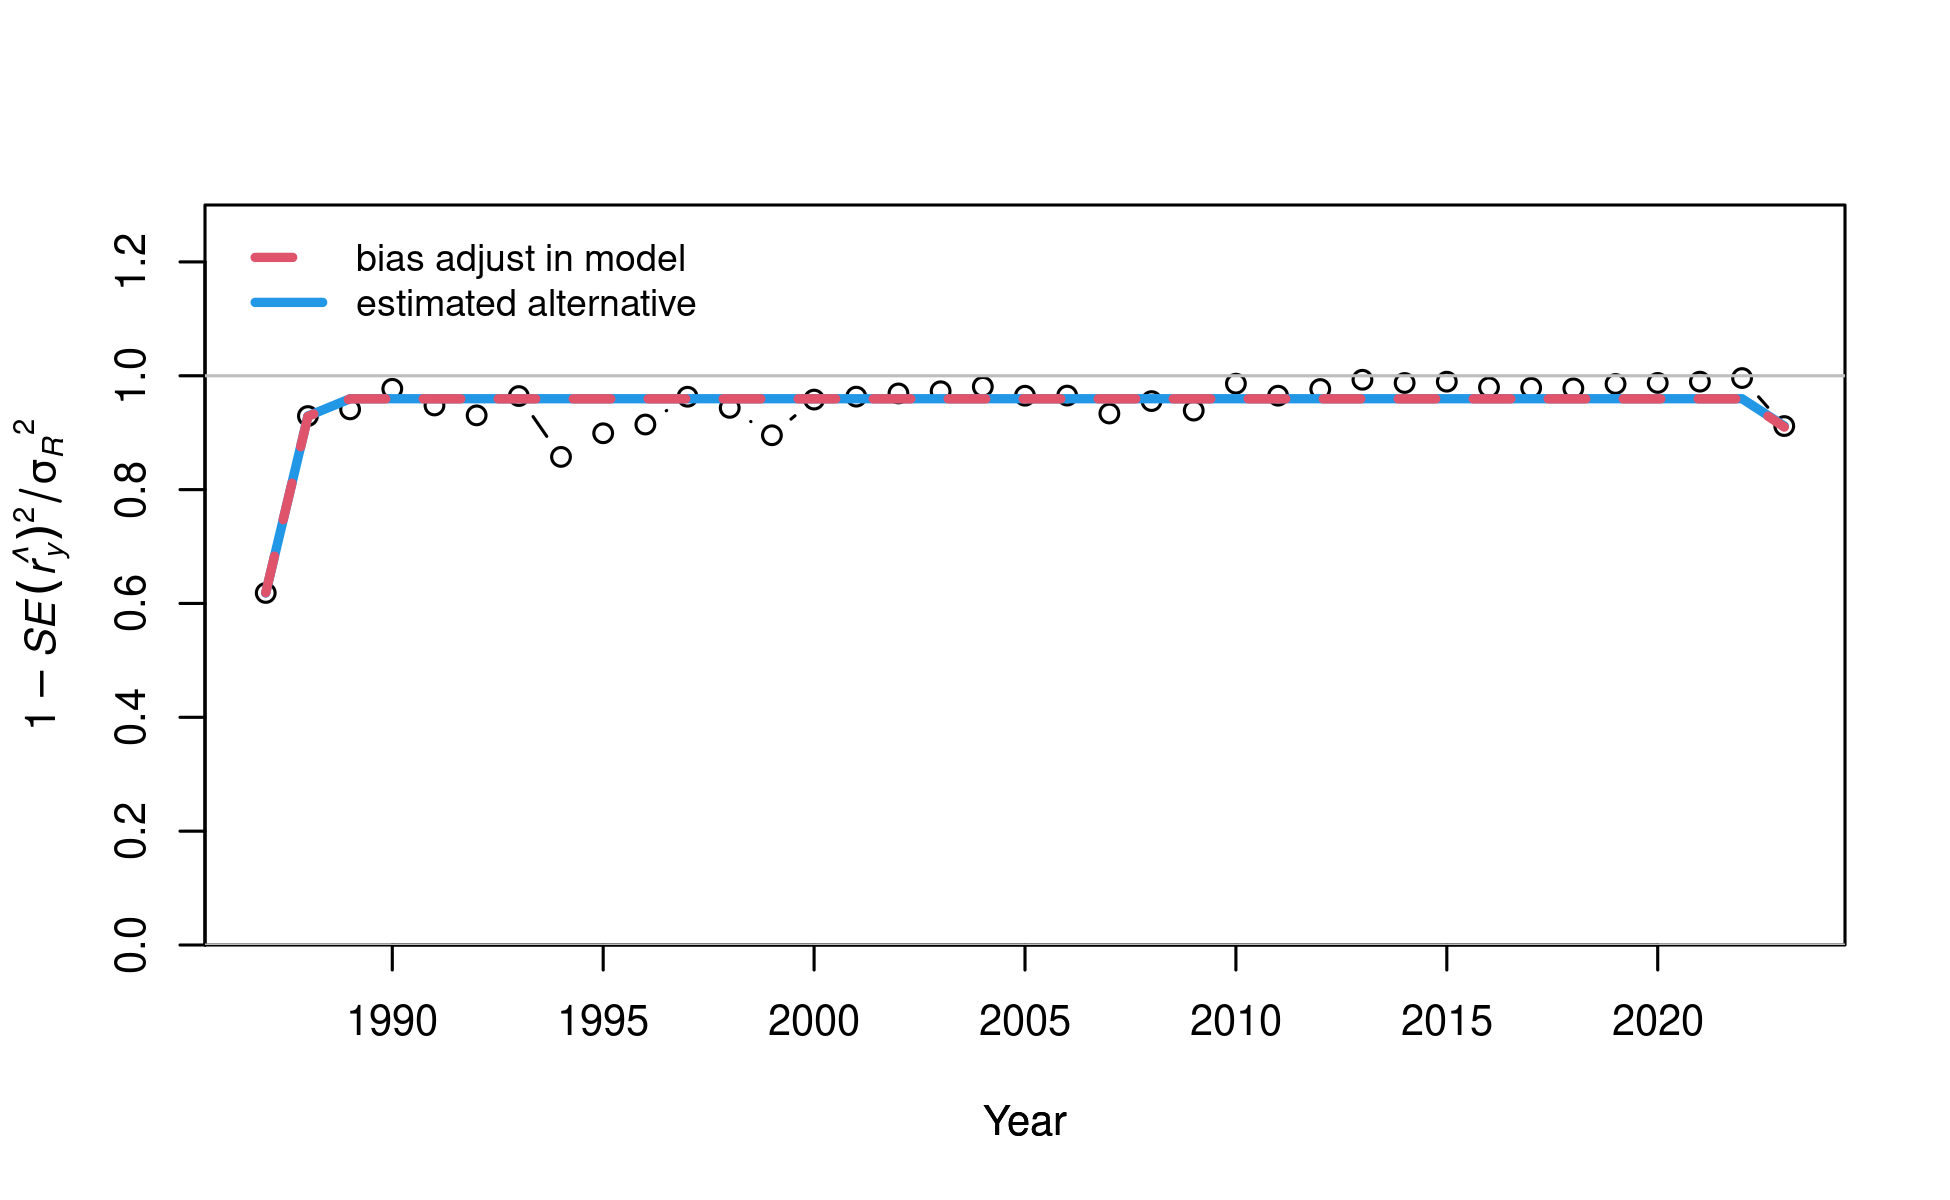 bias adjust in model
estimated alternative
1 − SE(r̂y)² / σR²
1.2
1.0
0.8
0.6
0.4
0.2
0.0
1990 1995 2000 2005 2010 2015 2020
Year